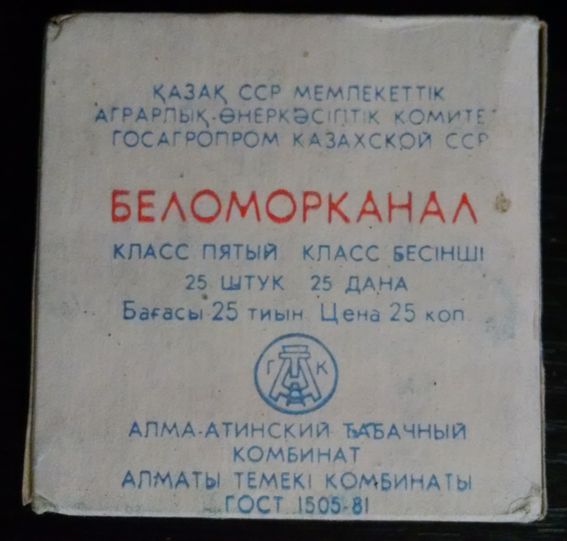 ҚАЗАҚ ССР МЕМЛЕКЕТТІК
АГРАРЛЫҚ-ӨНЕРКӘСІПТІК КОМИТЕТ
ГОСАГРОПРОМ КАЗАХСКОЙ ССР
БЕЛОМОРКАНАЛ
КЛАСС ПЯТЫЙ КЛАСС БЕСІНШІ
25 ШТУК 25 ДАНА
Бағасы 25 тиын Цена 25 коп.
Г К
АЛМА-АТИНСКИЙ ТАБАЧНЫЙ
КОМБИНАТ
АЛМАТЫ ТЕМЕКІ КОМБИНАТЫ
ГОСТ 1505-81